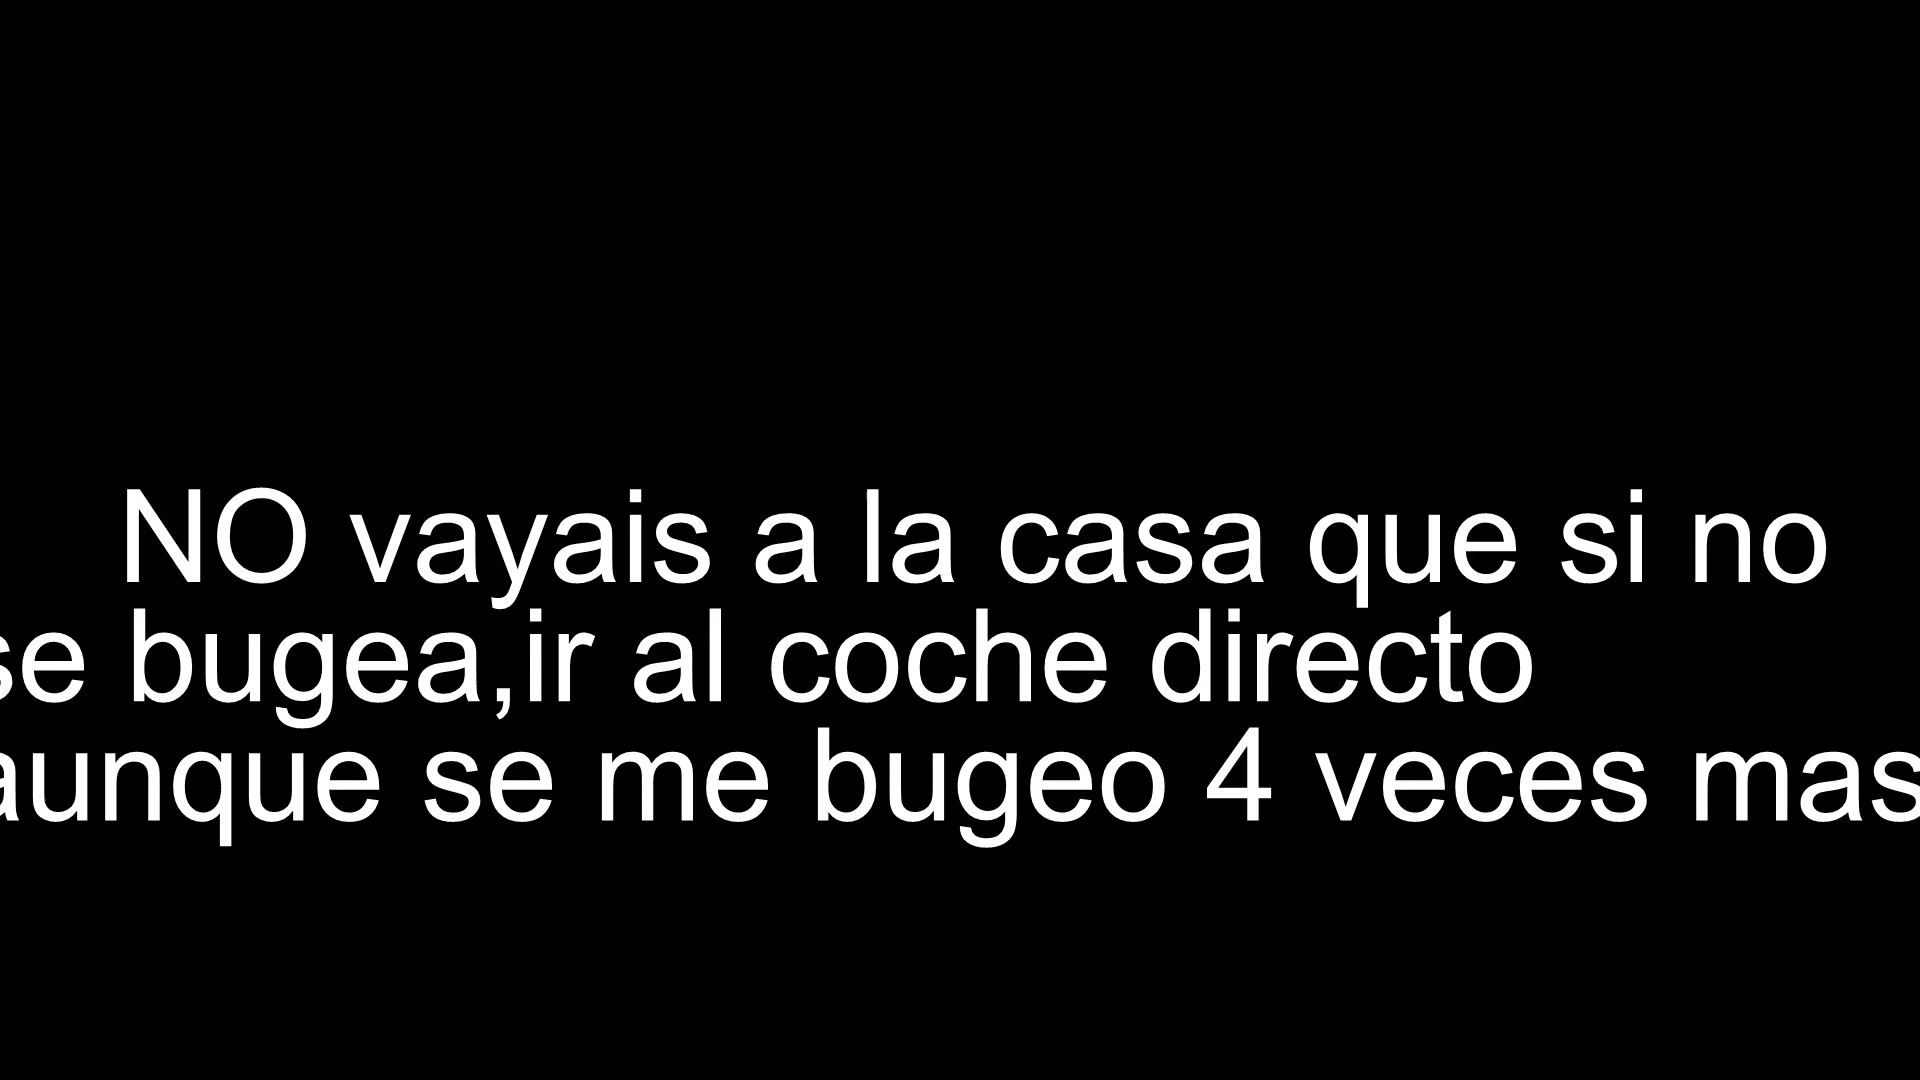 NO vayais a la casa que si no
se bugea,ir al coche directo
aunque se me bugeo 4 veces mas